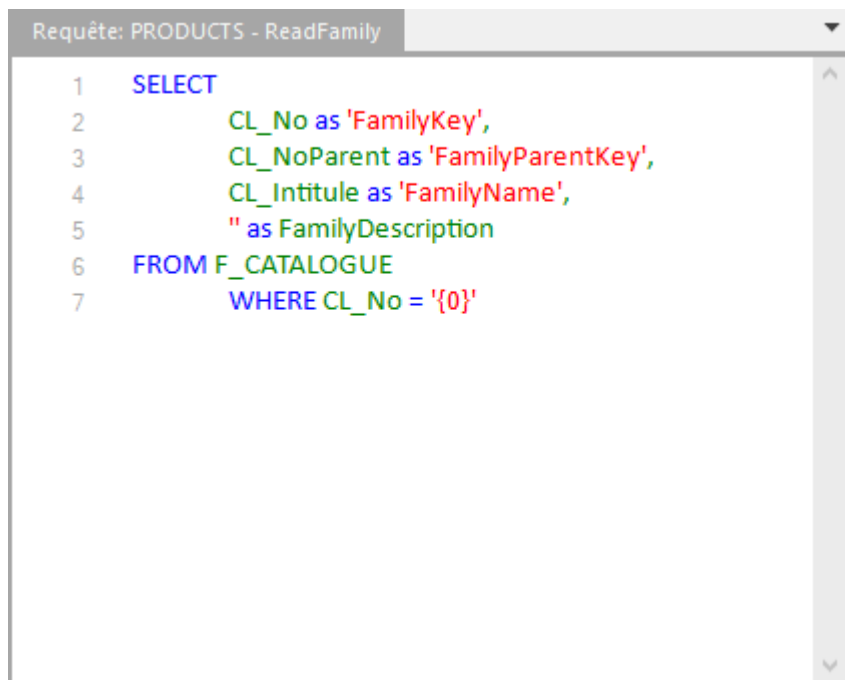 Requête: PRODUCTS - ReadFamily
1 SELECT
2 CL_No as 'FamilyKey',
3 CL_NoParent as 'FamilyParentKey',
4 CL_Intitule as 'FamilyName',
5 '' as FamilyDescription
6 FROM F_CATALOGUE
7 WHERE CL_No = '{0}'